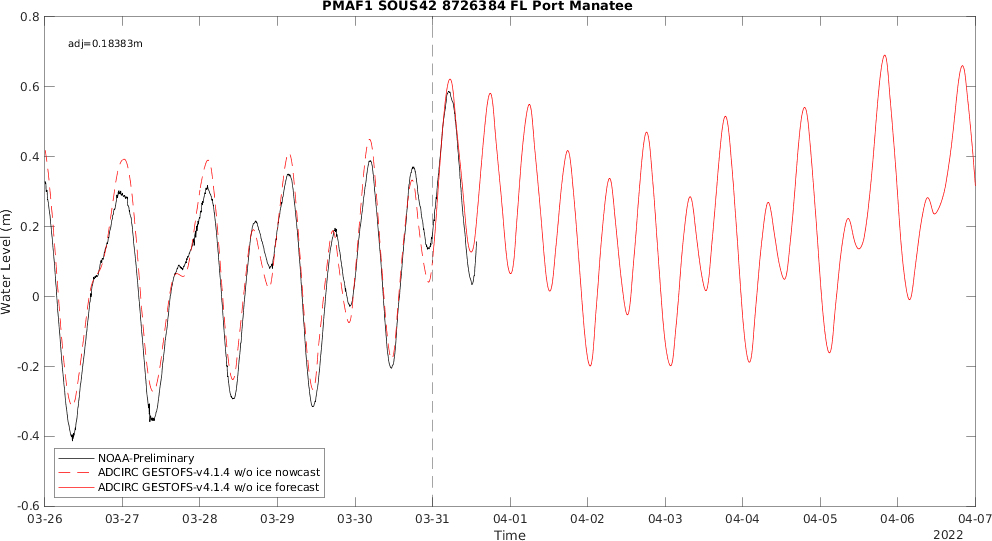 PMAF1 SOUS42 8726384 FL Port Manatee
adj=0.18383m
Water Level (m)
0.8
0.6
0.4
0.2
0
-0.2
-0.4
-0.6
NOAA-Preliminary
ADCIRC GESTOFS-v4.1.4 w/o ice nowcast
ADCIRC GESTOFS-v4.1.4 w/o ice forecast
03-26 03-27 03-28 03-29 03-30 03-31 04-01 04-02 04-03 04-04 04-05 04-06 04-07
Time
2022